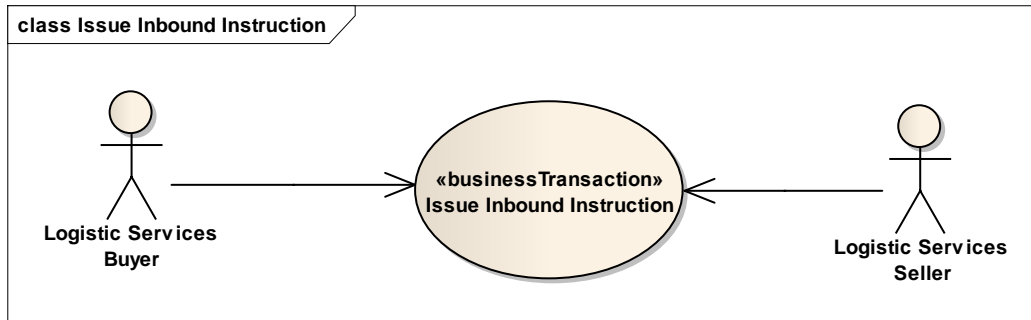 class Issue Inbound Instruction
«businessTransaction»
Issue Inbound Instruction
Logistic Services
Buyer
Logistic Services
Seller